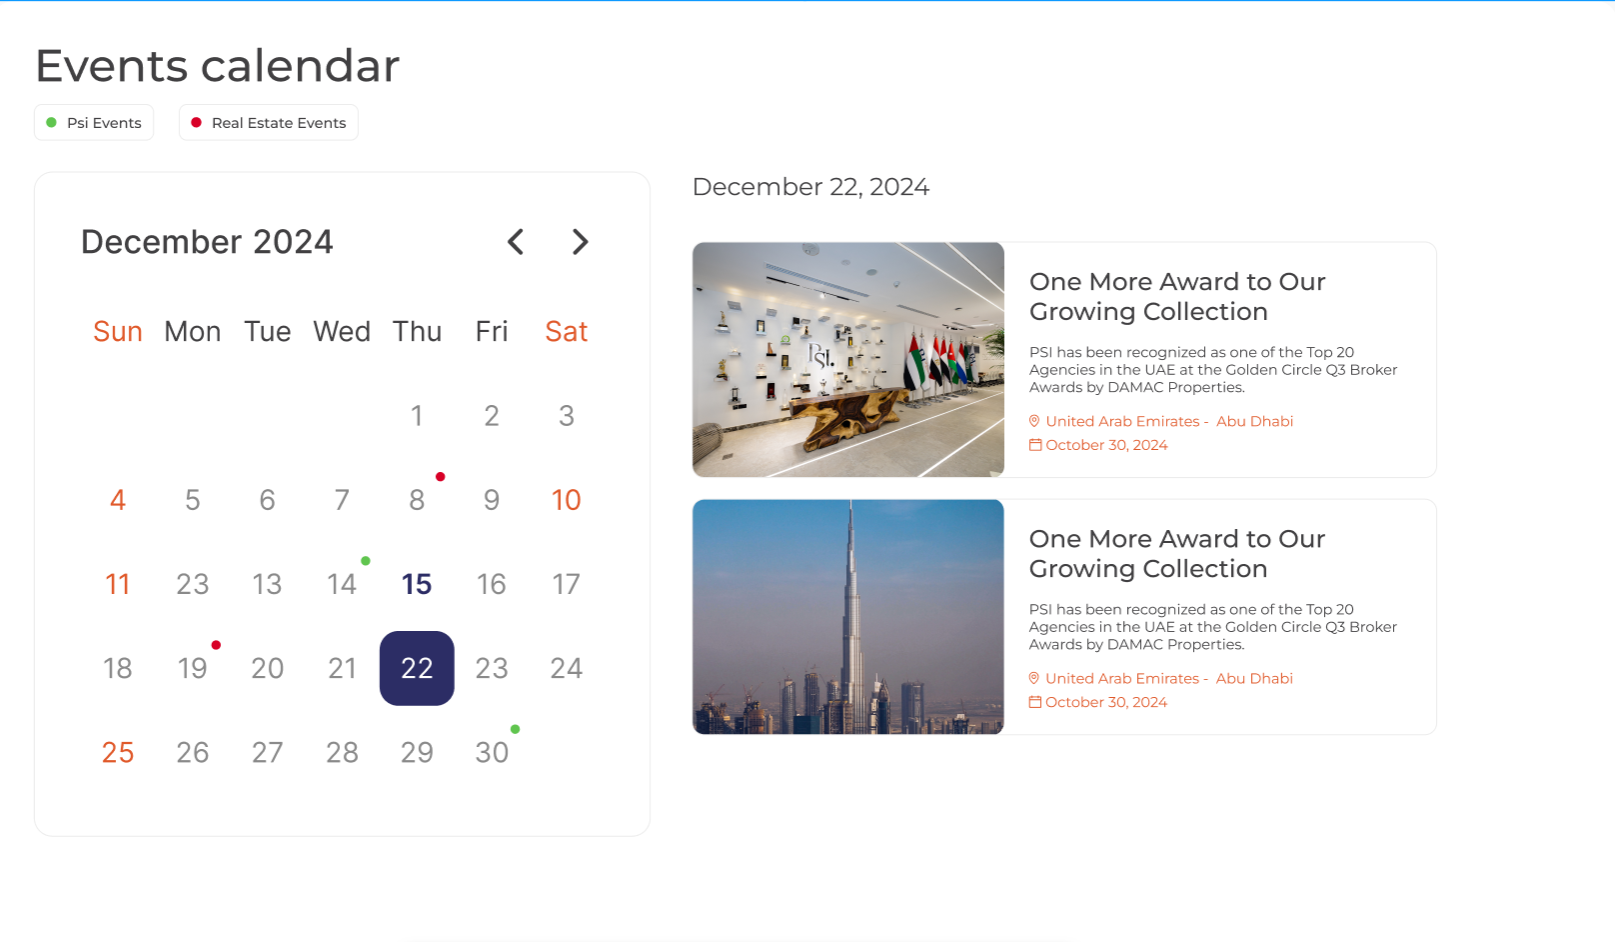 Events calendar
Psi Events
Real Estate Events
December 2024
Sun Mon Tue Wed Thu Fri Sat
1 2 3
4 5 6 7 8 9 10
11 23 13 14 15 16 17
18 19 20 21 22 23 24
25 26 27 28 29 30
December 22, 2024
PSI.
One More Award to Our
Growing Collection
PSI has been recognized as one of the Top 20
Agencies in the UAE at the Golden Circle Q3 Broker
Awards by DAMAC Properties.
United Arab Emirates - Abu Dhabi
October 30, 2024
One More Award to Our
Growing Collection
PSI has been recognized as one of the Top 20
Agencies in the UAE at the Golden Circle Q3 Broker
Awards by DAMAC Properties.
United Arab Emirates - Abu Dhabi
October 30, 2024